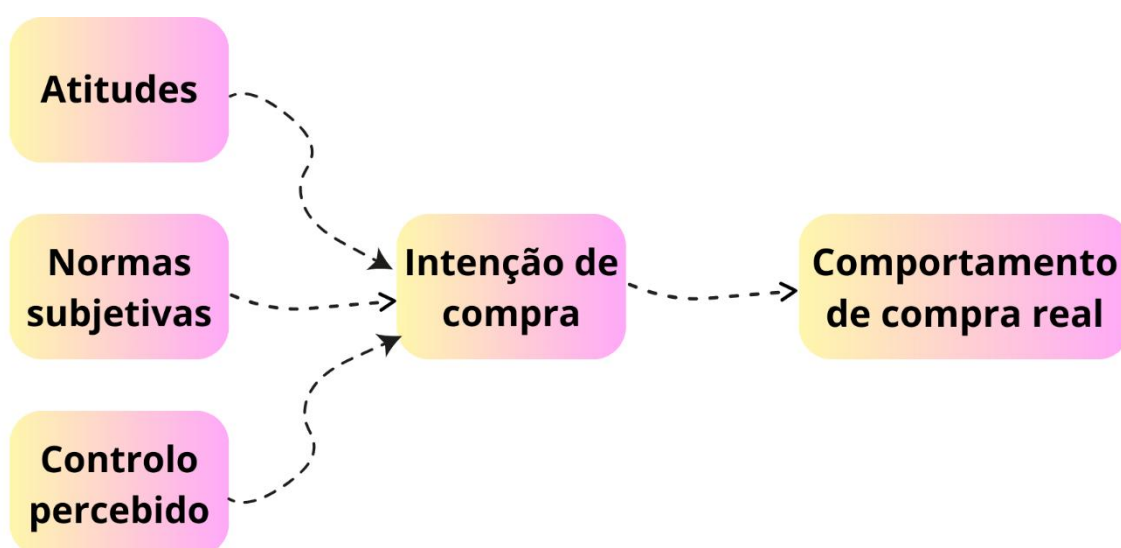 Atitudes
Normas
subjetivas
Controlo
percebido
Intenção de
compra
Comportamento
de compra real